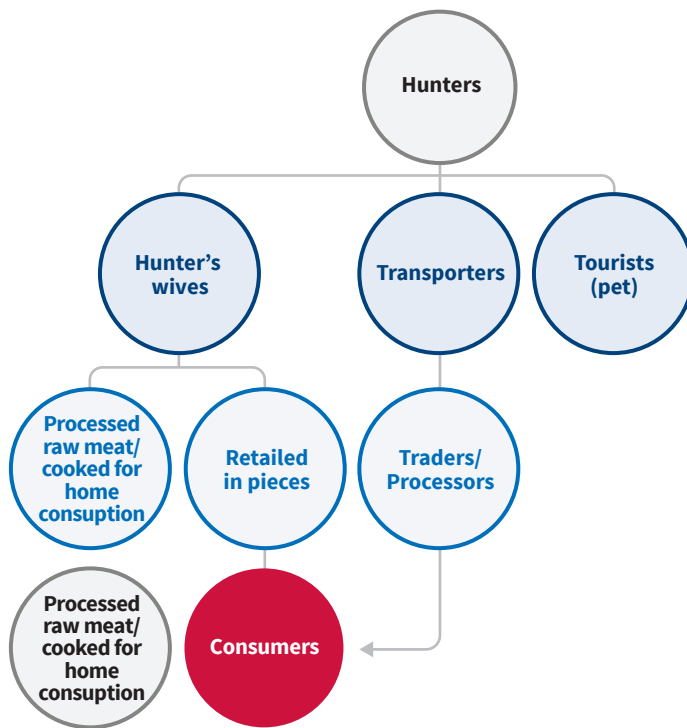 Hunters
Hunter’s
wives
Transporters
Tourists
(pet)
Processed
raw meat/
cooked for
home
consuption
Retailed
in pieces
Traders/
Processors
Processed
raw meat/
cooked for
home
consuption
Consumers